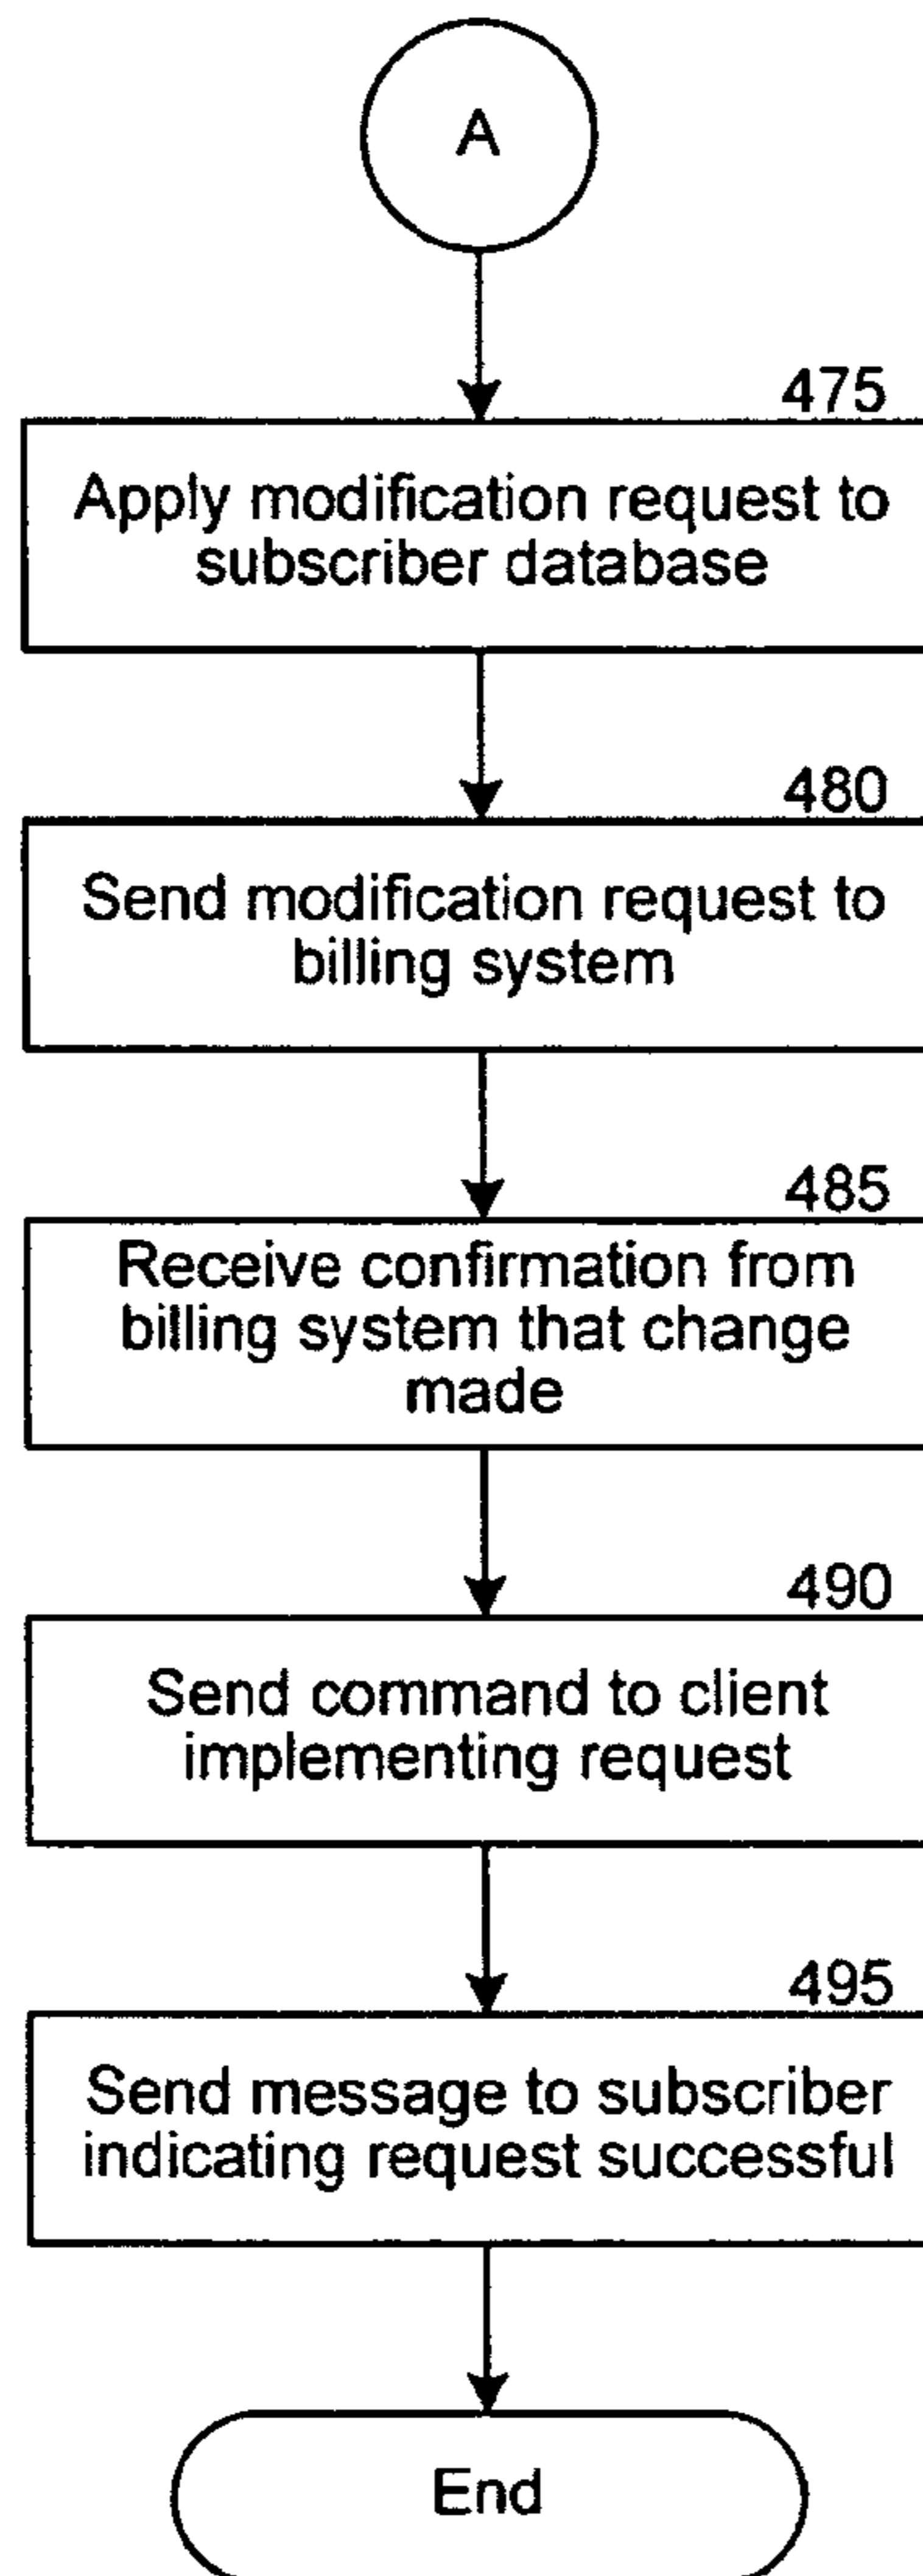 A
475
Apply modification request to
subscriber database
480
Send modification request to
billing system
485
Receive confirmation from
billing system that change
made
490
Send command to client
implementing request
495
Send message to subscriber
indicating request successful
End